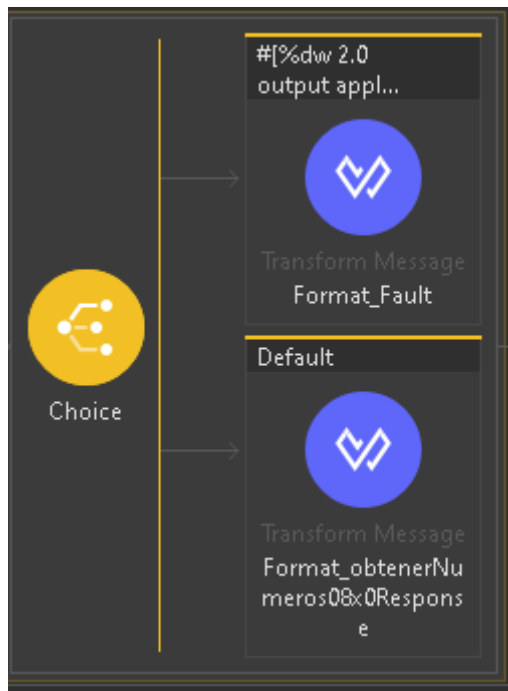 #[%dw 2.0
output appl...
Transform Message
Format_Fault
Choice
Default
Transform Message
Format_obtenerNu
meros08x0Respons
e